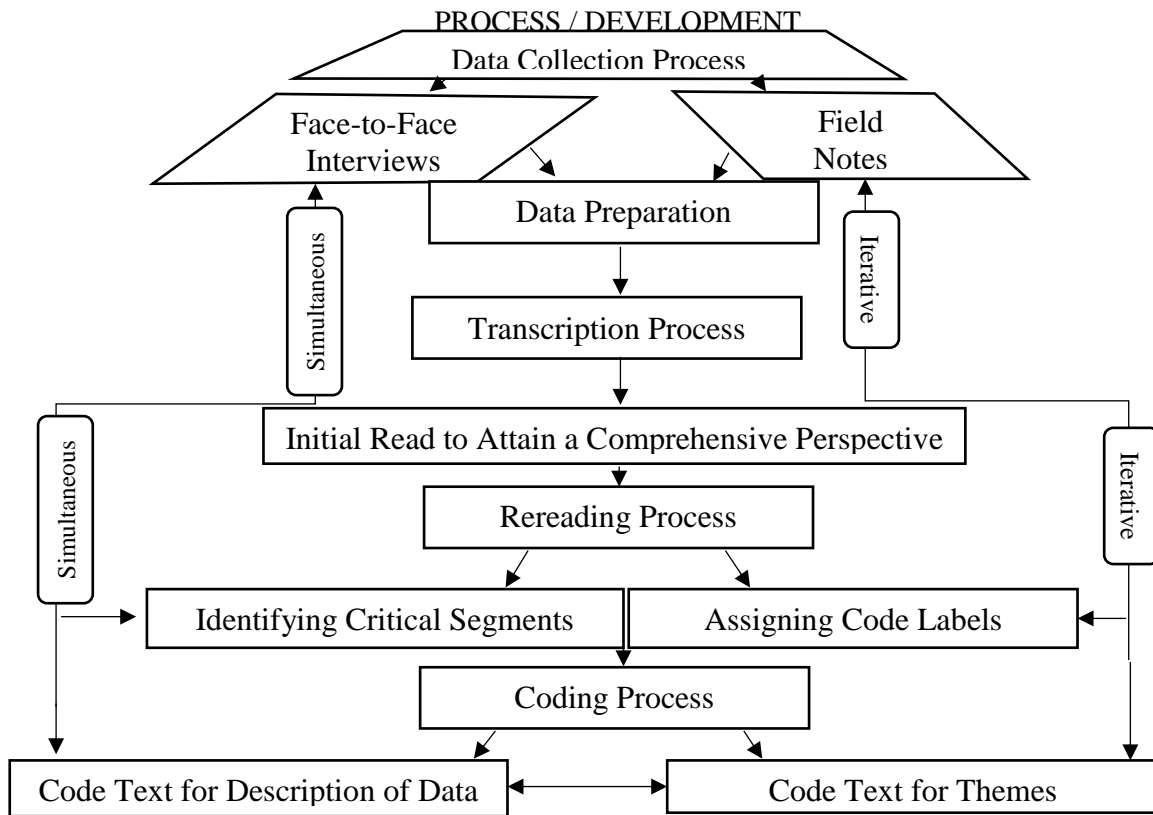 PROCESS / DEVELOPMENT
Data Collection Process
Face-to-Face
Interviews
Field
Notes
Data Preparation
Simultaneous
Iterative
Transcription Process
Initial Read to Attain a Comprehensive Perspective
Simultaneous
Iterative
Rereading Process
Identifying Critical Segments
Assigning Code Labels
Coding Process
Code Text for Description of Data
Code Text for Themes